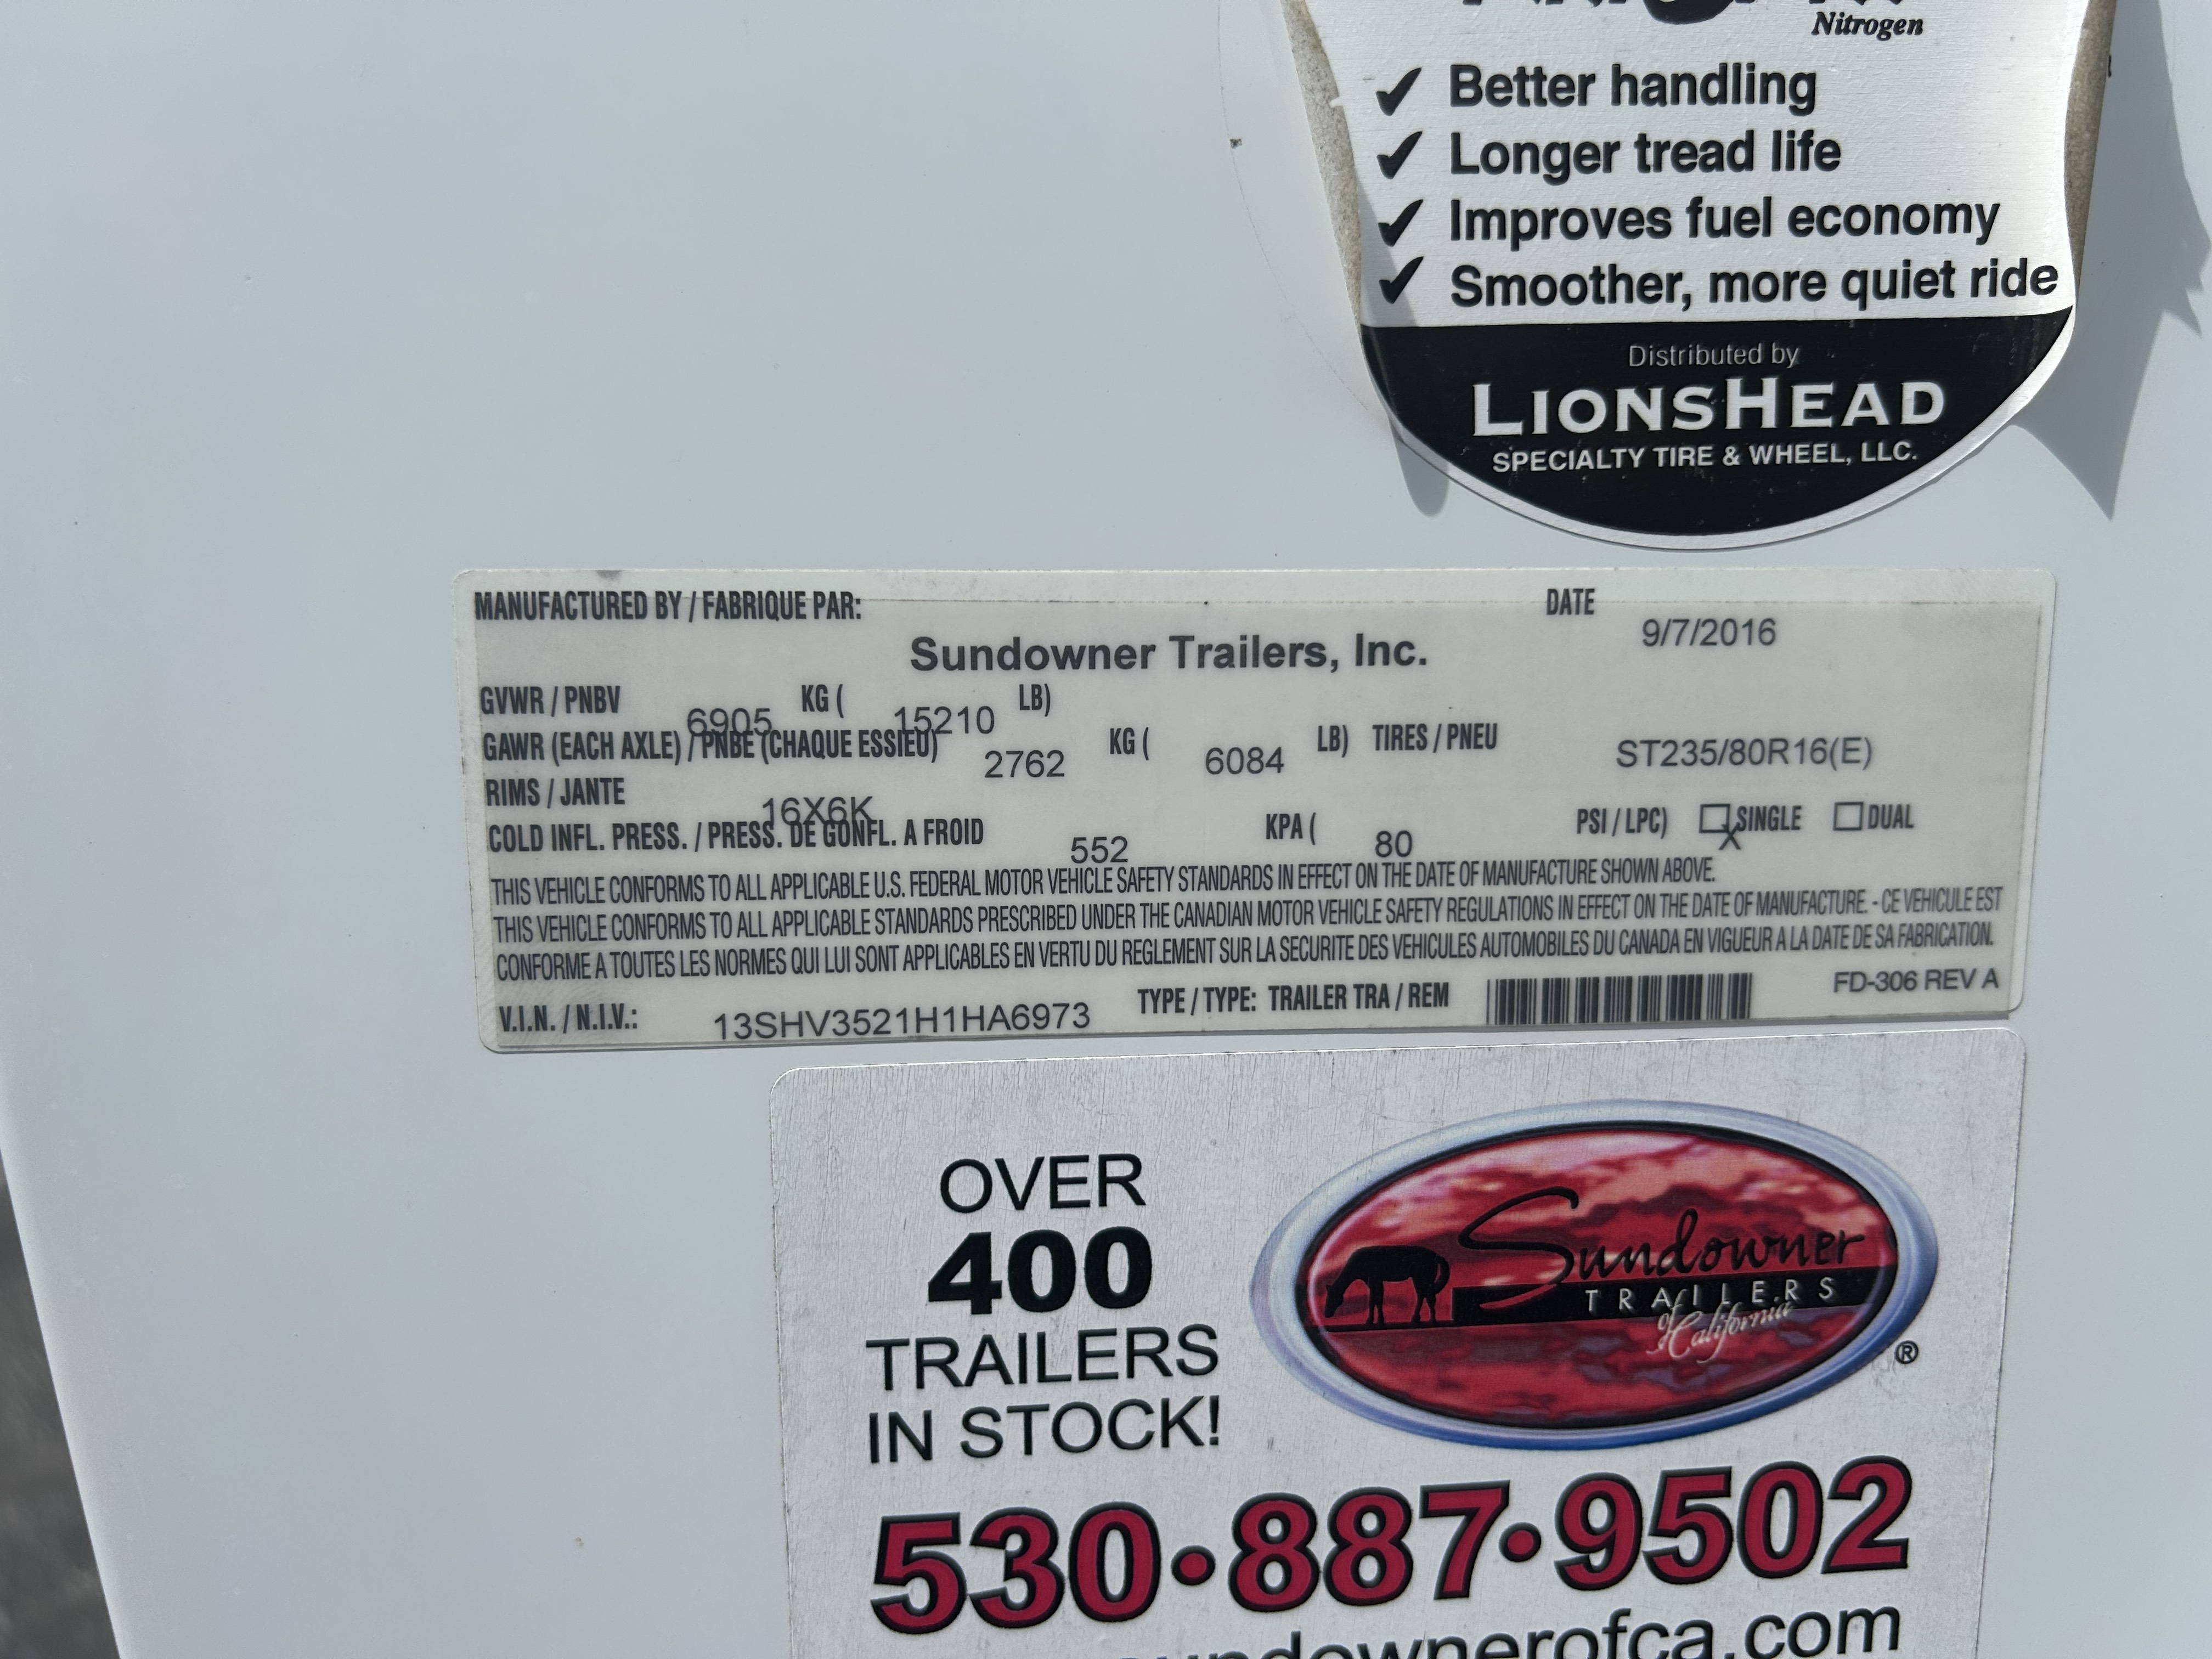 Nitrogen
✓ Better handling
✓ Longer tread life
✓ Improves fuel economy
✓ Smoother, more quiet ride
Distributed by
LIONSHEAD
SPECIALTY TIRE & WHEEL, LLC.
MANUFACTURED BY / FABRIQUE PAR: DATE
Sundowner Trailers, Inc. 9/7/2016
GVWR / PNBV 6905 KG ( 15210 LB)
GAWR (EACH AXLE) / PNBE (CHAQUE ESSIEU) 2762 KG ( 6084 LB) TIRES / PNEU ST235/80R16(E)
RIMS / JANTE 16X6K
COLD INFL. PRESS. / PRESS. DE GONFL. A FROID 552 KPA ( 80 PSI / LPC) X SINGLE DUAL
THIS VEHICLE CONFORMS TO ALL APPLICABLE U.S. FEDERAL MOTOR VEHICLE SAFETY STANDARDS IN EFFECT ON THE DATE OF MANUFACTURE SHOWN ABOVE.
THIS VEHICLE CONFORMS TO ALL APPLICABLE STANDARDS PRESCRIBED UNDER THE CANADIAN MOTOR VEHICLE SAFETY REGULATIONS IN EFFECT ON THE DATE OF MANUFACTURE. - CE VEHICULE EST
CONFORME A TOUTES LES NORMES QUI LUI SONT APPLICABLES EN VERTU DU REGLEMENT SUR LA SECURITE DES VEHICULES AUTOMOBILES DU CANADA EN VIGUEUR A LA DATE DE SA FABRICATION.
V.I.N. / N.I.V.: 13SHV3521H1HA6973 TYPE / TYPE: TRAILER TRA / REM FD-306 REV A
OVER
400
TRAILERS
IN STOCK!
Sundowner
TRAILERS
of California
®
530•887•9502
sundownerofca.com